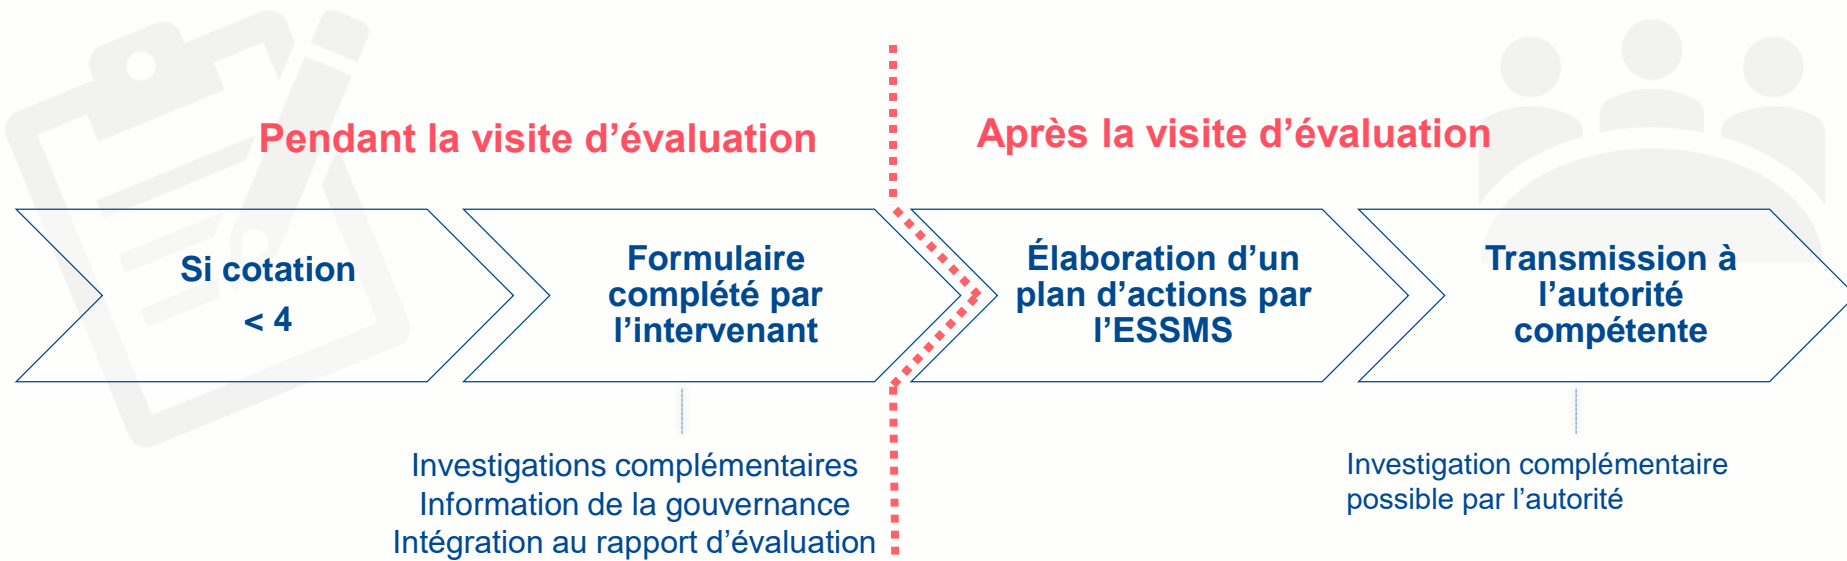 Pendant la visite d’évaluation
Après la visite d’évaluation
Si cotation
< 4
Formulaire
complété par
l’intervenant
Élaboration d’un
plan d’actions par
l’ESSMS
Transmission à
l’autorité
compétente
Investigations complémentaires
Information de la gouvernance
Intégration au rapport d’évaluation
Investigation complémentaire
possible par l’autorité